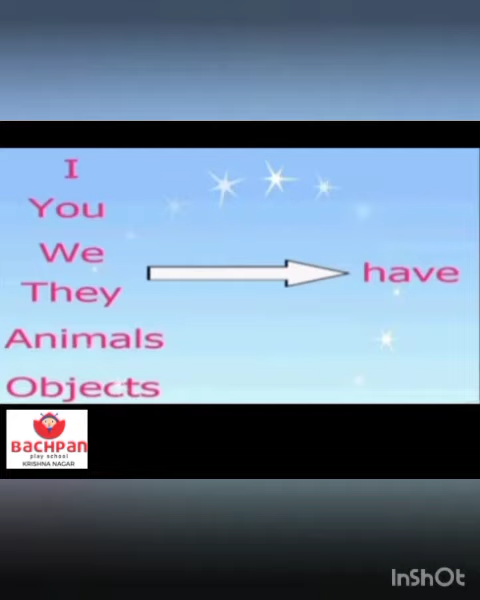 I
You
We
They
Animals
Objects
have
BACHPAN
play school
KRISHNA NAGAR
InShOt